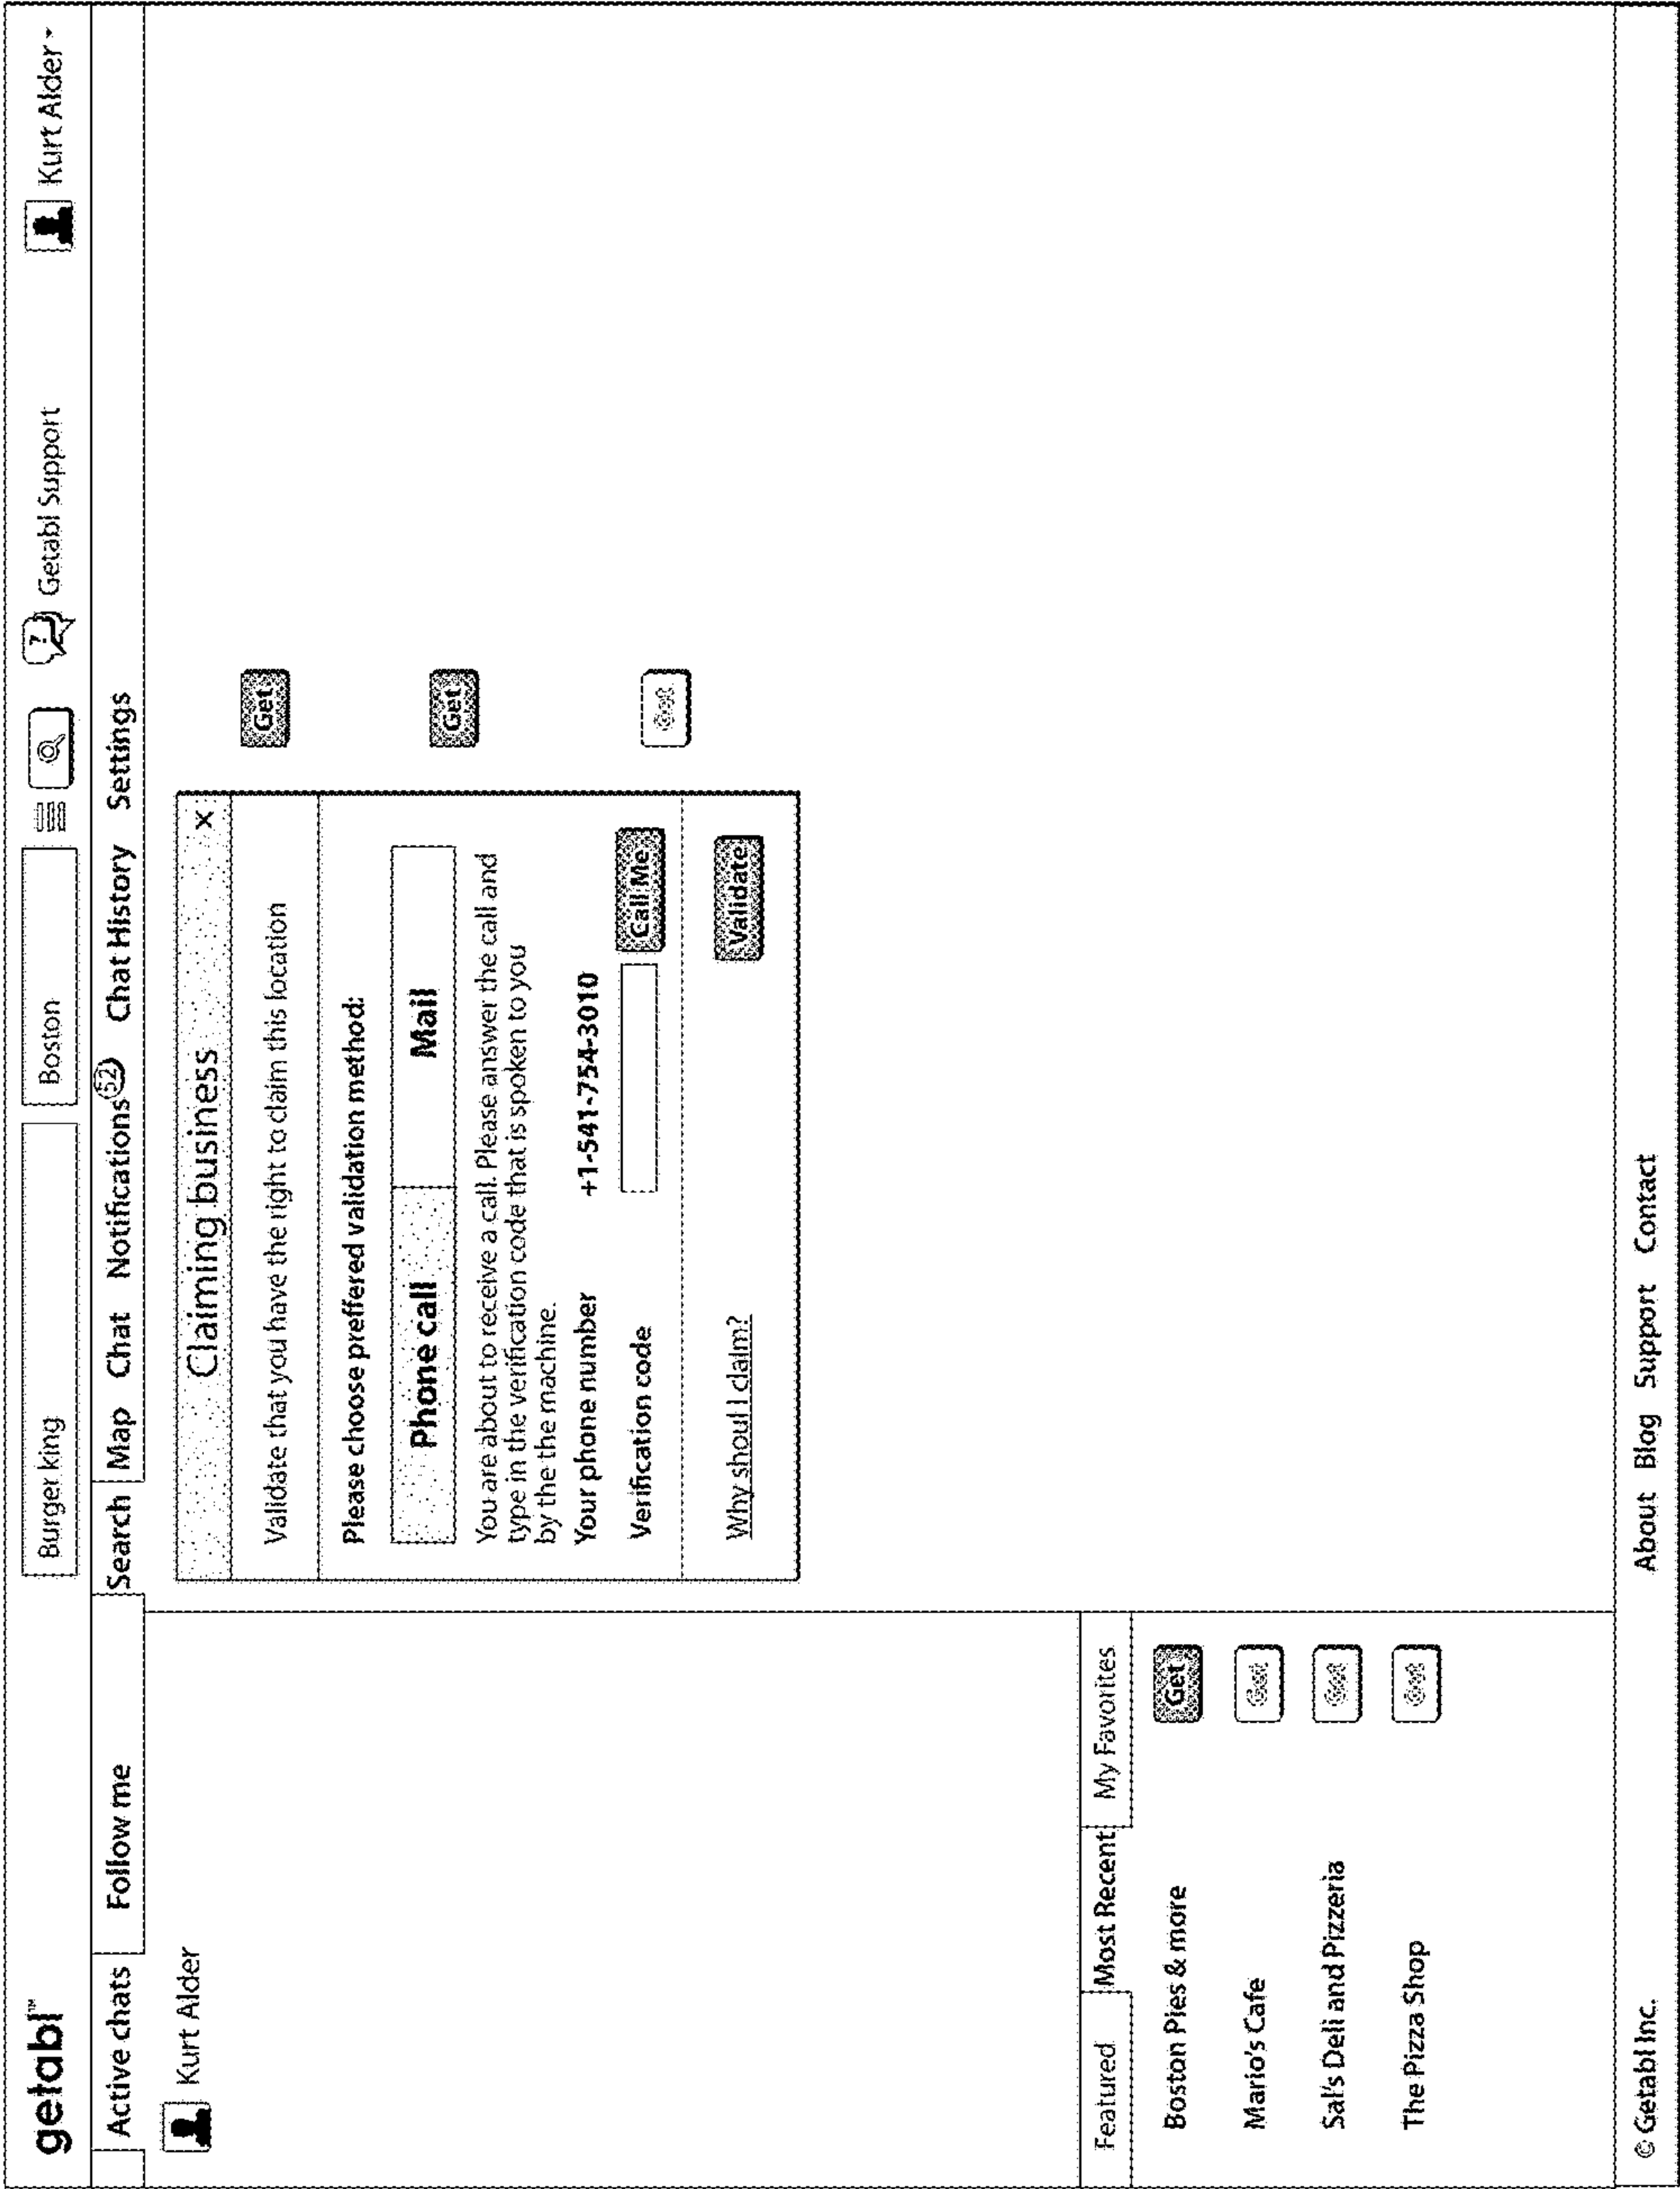 getabl™
Burger king
Boston
Getabl Support
Kurt Alder
Active chats Follow me
Search Map Chat Notifications 52 Chat History Settings
Kurt Alder
Claiming business X
Validate that you have the right to claim this location
Please choose preffered validation method:
Phone call Mail
You are about to receive a call. Please answer the call and
type in the verification code that is spoken to you
by the the machine.
Your phone number +1-541-754-3010
Verification code Call Me
Why shoul I claim? Validate
Get
Get
Get
Featured Most Recent My Favorites
Boston Pies & more Get
Mario's Cafe Get
Sal's Deli and Pizzeria Get
The Pizza Shop Get
© Getabl Inc.
About Blog Support Contact